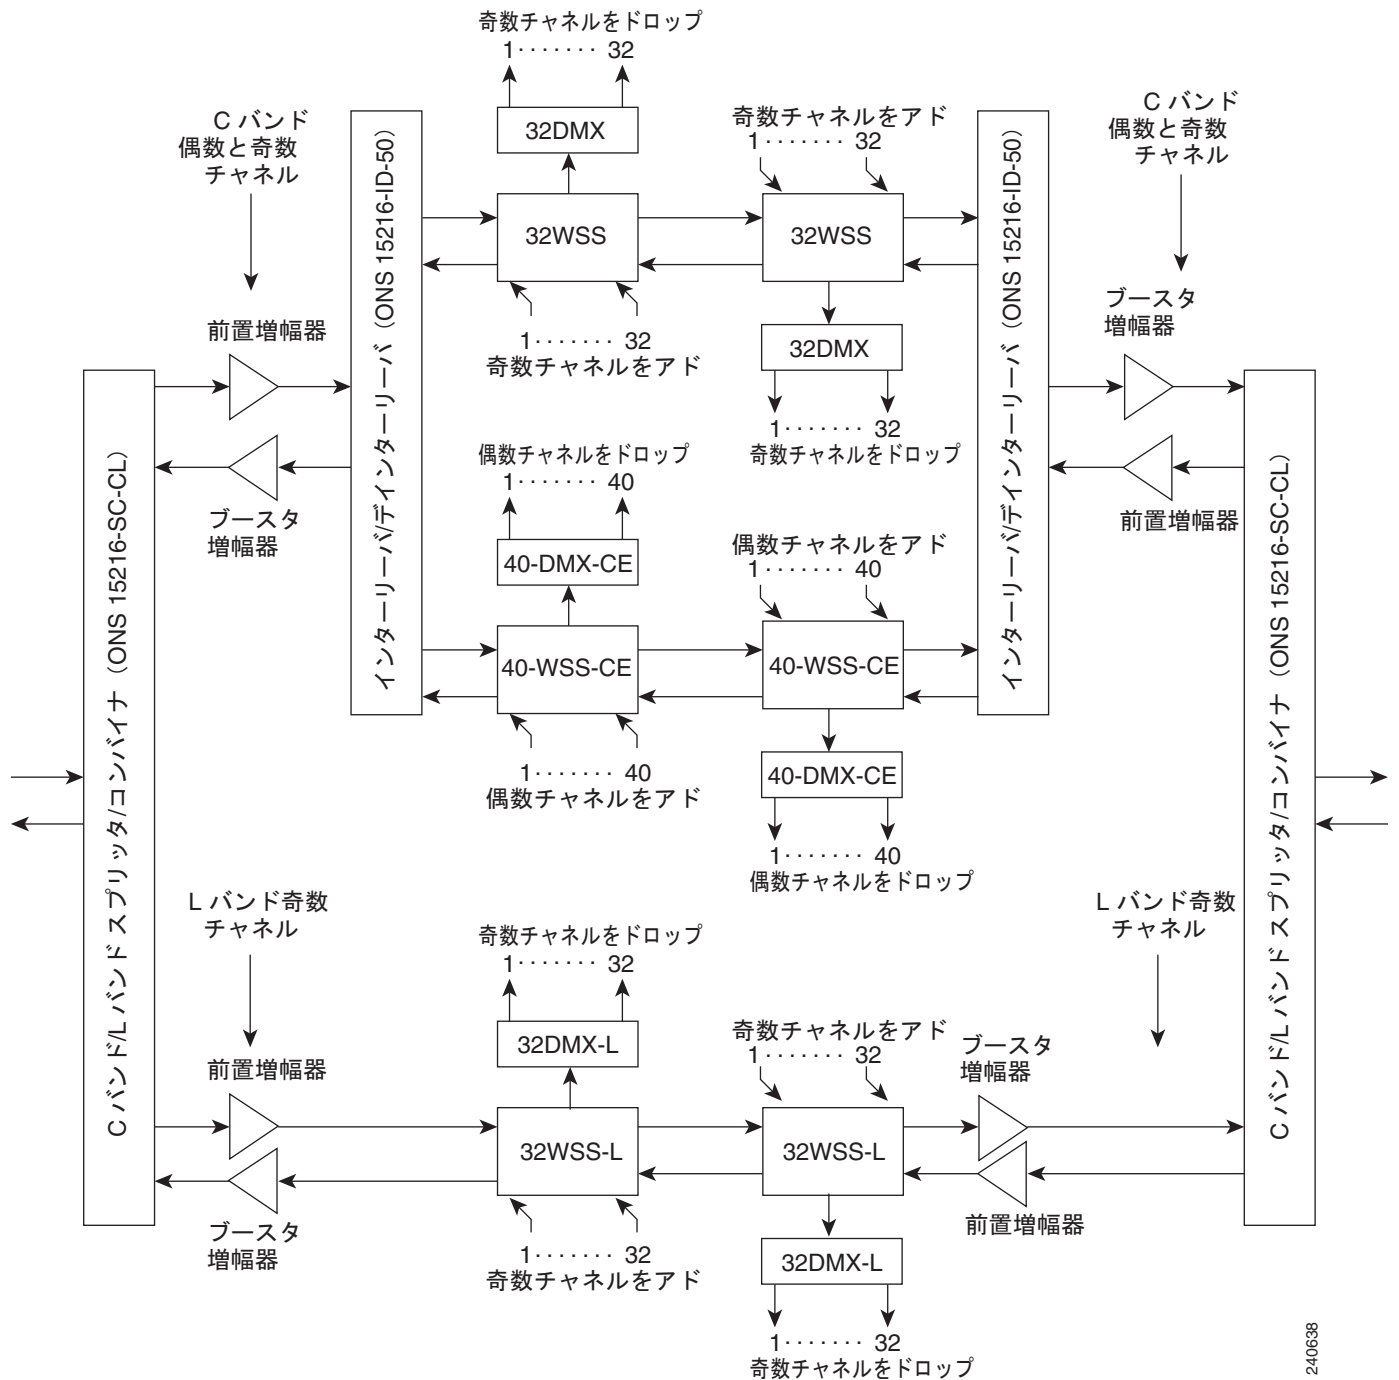 奇数チャネルをドロップ
1 ······· 32
32DMX
C バンド
偶数と奇数
チャネル
奇数チャネルをアド
1 ······· 32
C バンド
偶数と奇数
チャネル
インターリーバ/デインターリーバ（ONS 15216-ID-50）
32WSS
32WSS
インターリーバ/デインターリーバ（ONS 15216-ID-50）
前置増幅器
1 ······· 32
奇数チャネルをアド
32DMX
ブースタ
増幅器
1 ······· 32
奇数チャネルをドロップ
C バンド/L バンド スプリッタ/コンバイナ（ONS 15216-SC-CL）
ブースタ
増幅器
偶数チャネルをドロップ
1 ······· 40
40-DMX-CE
偶数チャネルをアド
1 ······· 40
前置増幅器
C バンド/L バンド スプリッタ/コンバイナ（ONS 15216-SC-CL）
40-WSS-CE
40-WSS-CE
1 ······· 40
偶数チャネルをアド
40-DMX-CE
1 ······· 40
偶数チャネルをドロップ
L バンド奇数
チャネル
奇数チャネルをドロップ
1 ······· 32
32DMX-L
L バンド奇数
チャネル
奇数チャネルをアド
1 ······· 32
前置増幅器
ブースタ
増幅器
32WSS-L
32WSS-L
ブースタ
増幅器
1 ······· 32
奇数チャネルをアド
前置増幅器
32DMX-L
1 ······· 32
奇数チャネルをドロップ
240638